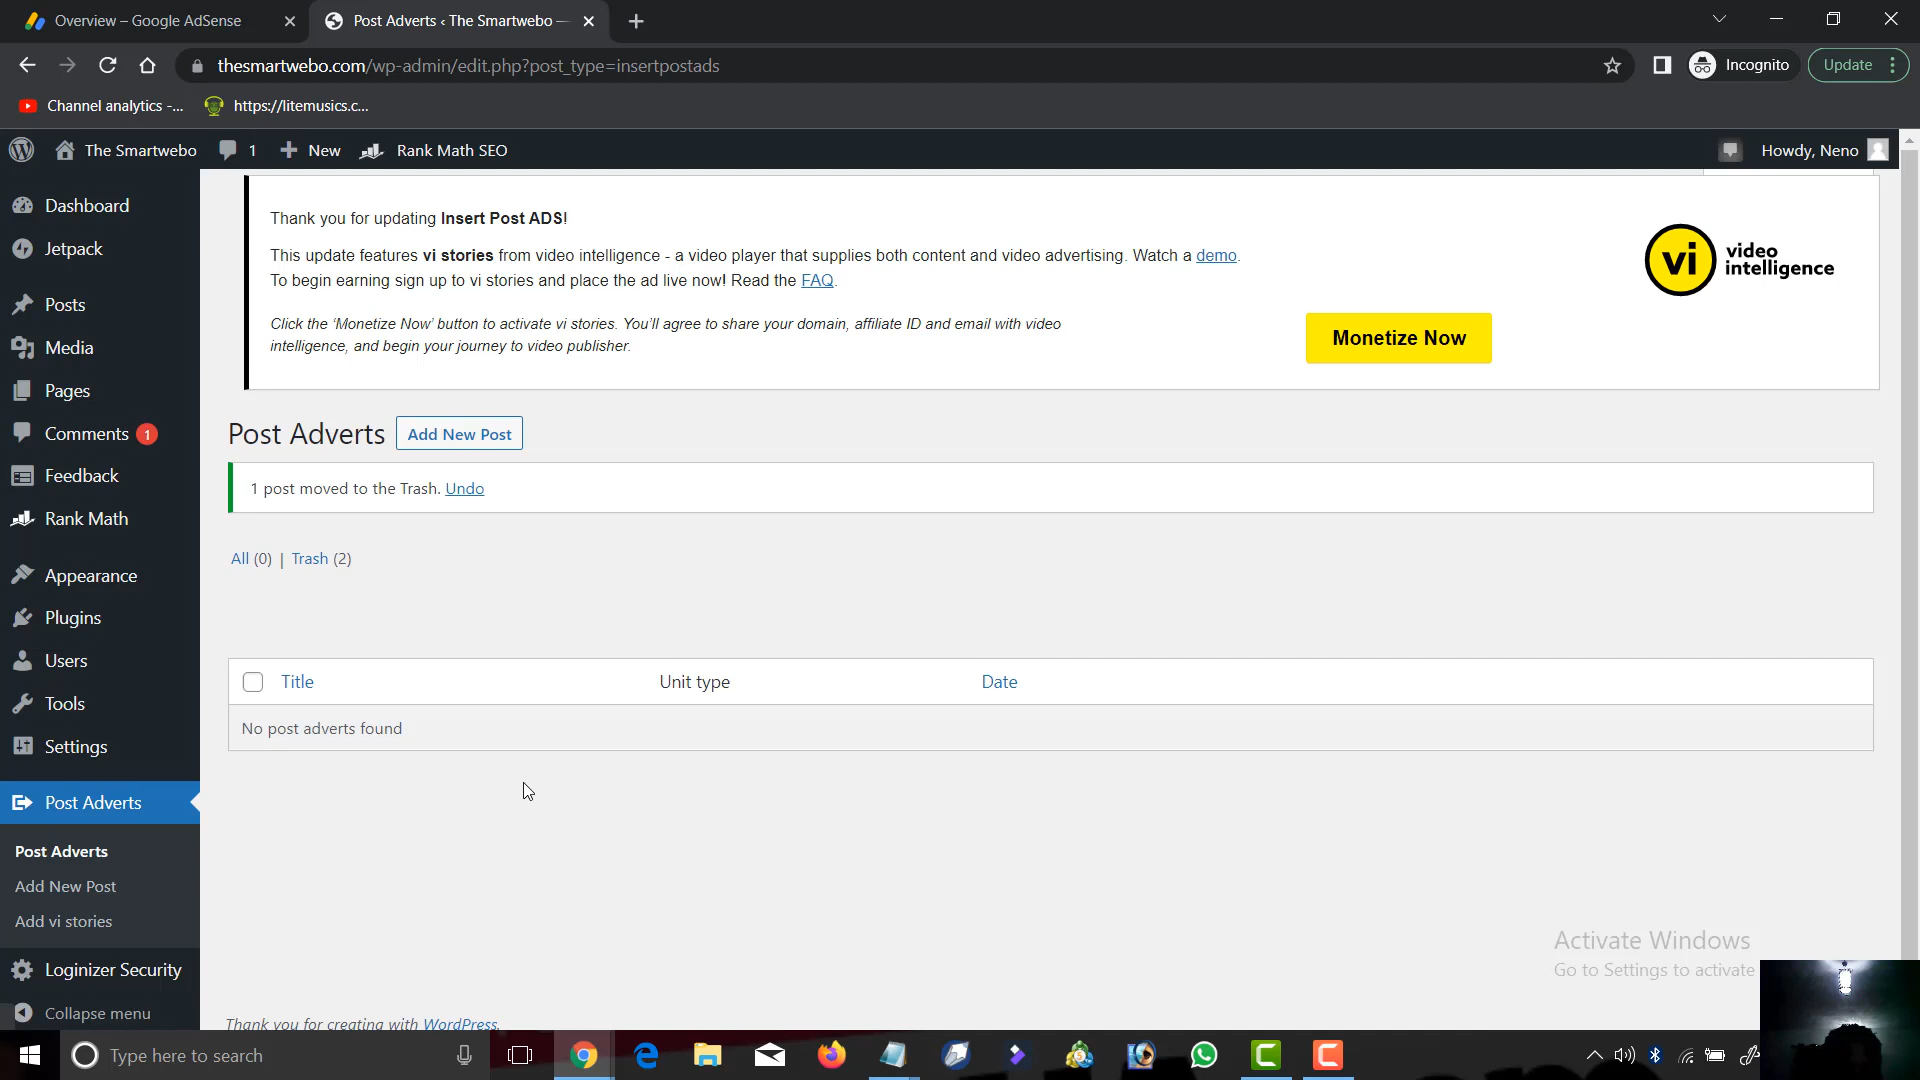 Overview – Google AdSense
Post Adverts ‹ The Smartwebo —
thesmartwebo.com/wp-admin/edit.php?post_type=insertpostads
Incognito
Update
Channel analytics -...
https://litemusics.c...
The Smartwebo
1
New
Rank Math SEO
Howdy, Neno
Dashboard
Jetpack
Posts
Media
Pages
Comments 1
Feedback
Rank Math
Appearance
Plugins
Users
Tools
Settings
Post Adverts
Post Adverts
Add New Post
Add vi stories
Loginizer Security
Collapse menu
Thank you for updating Insert Post ADS!
This update features vi stories from video intelligence - a video player that supplies both content and video advertising. Watch a demo.
To begin earning sign up to vi stories and place the ad live now! Read the FAQ.
Click the ‘Monetize Now’ button to activate vi stories. You’ll agree to share your domain, affiliate ID and email with video
intelligence, and begin your journey to video publisher.
Monetize Now
vi video
intelligence
Post Adverts
Add New Post
1 post moved to the Trash. Undo
All (0) | Trash (2)
Title
Unit type
Date
No post adverts found
Activate Windows
Go to Settings to activate
Thank you for creating with WordPress.
Type here to search